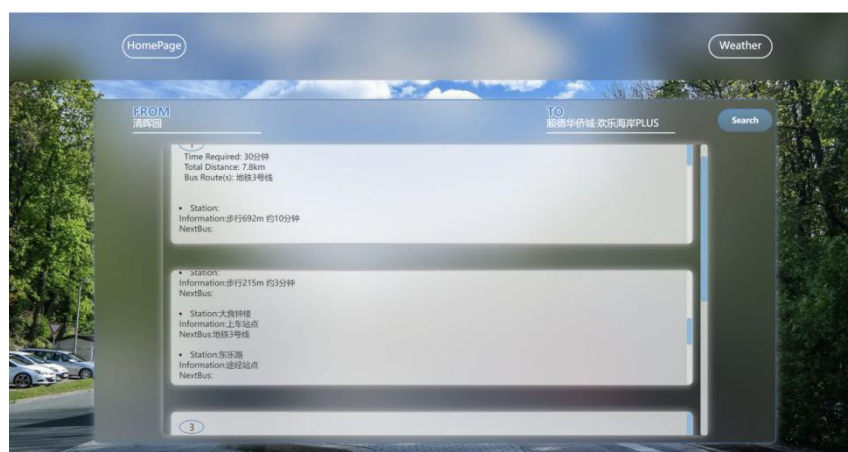 HomePage
Weather
FROM
清晖园
TO
顺德华侨城·欢乐海岸PLUS
Search
1
Time Required: 30分钟
Total Distance: 7.8km
Bus Route(s): 地铁3号线
• Station:
Information:步行692m 约10分钟
NextBus:
• Station:
Information:步行215m 约3分钟
NextBus:
• Station:大良钟楼
Information:上车站点
NextBus:地铁3号线
• Station:东乐路
Information:途经站点
NextBus:
3